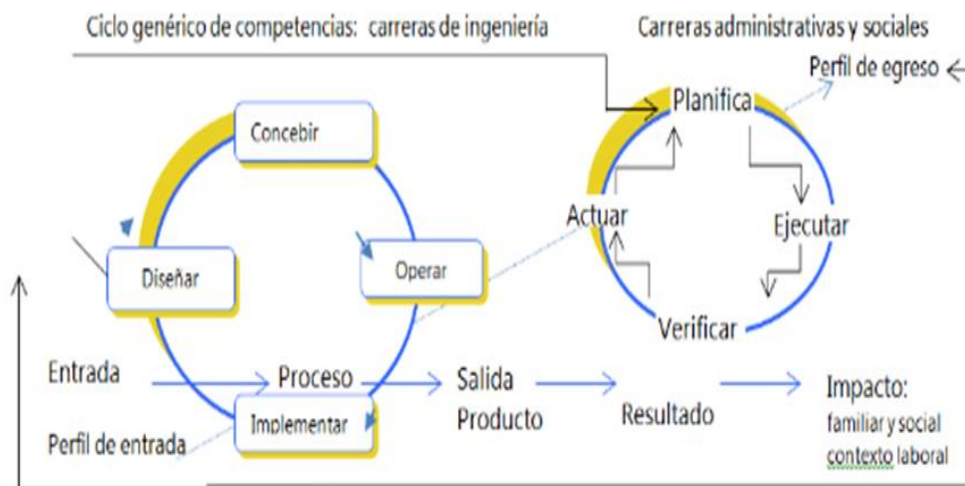 Ciclo genérico de competencias: carreras de ingeniería
Carreras administrativas y sociales
Perfil de egreso
Planifica
Concebir
Actuar
Ejecutar
Diseñar
Operar
Verificar
Entrada
Proceso
Salida
Producto
Resultado
Impacto:
familiar y social
contexto laboral
Implementar
Perfil de entrada